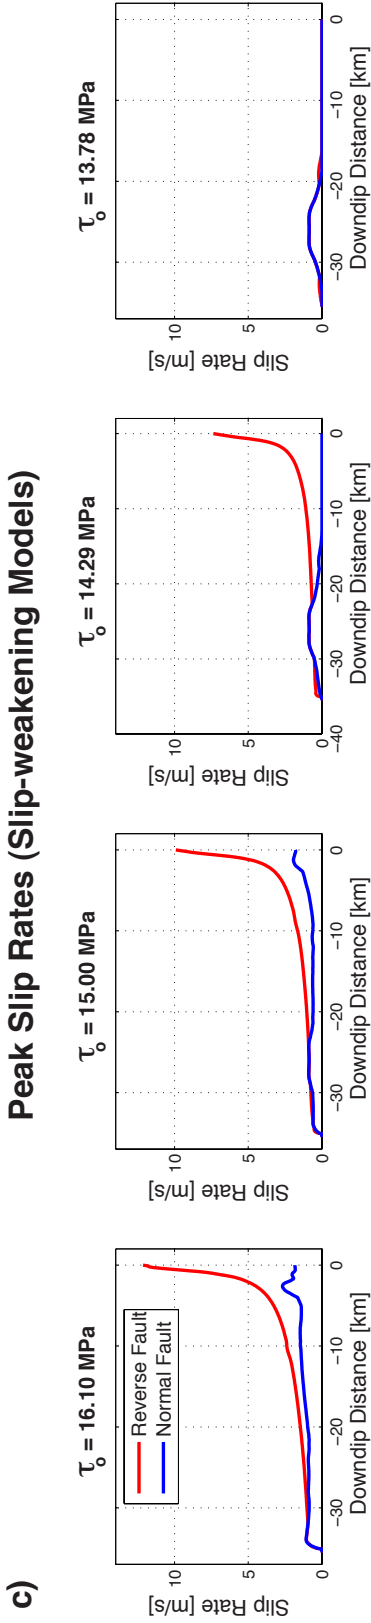 c)
Peak Slip Rates (Slip-weakening Models)
τo = 16.10 MPa
Reverse Fault
Normal Fault
10
5
0
Slip Rate [m/s]
−30
−20
−10
0
Downdip Distance [km]
τo = 15.00 MPa
10
5
0
Slip Rate [m/s]
−30
−20
−10
0
Downdip Distance [km]
τo = 14.29 MPa
10
5
0
Slip Rate [m/s]
−40
−30
−20
−10
0
Downdip Distance [km]
τo = 13.78 MPa
10
5
0
Slip Rate [m/s]
−30
−20
−10
0
Downdip Distance [km]